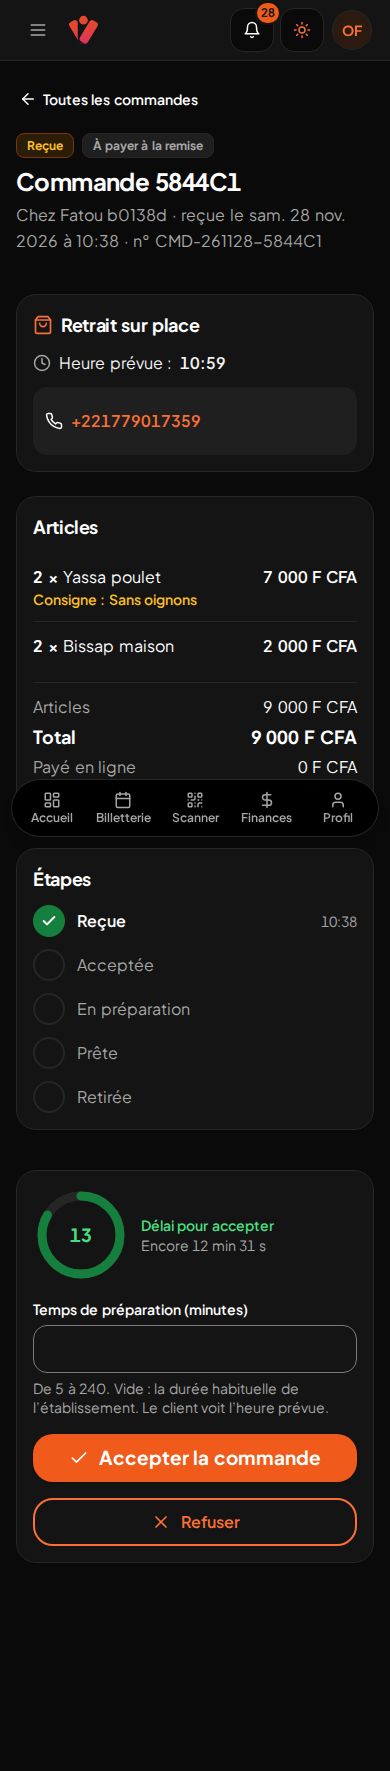 28
OF
Toutes les commandes
Reçue
À payer à la remise
Commande 5844C1
Chez Fatou b0138d · reçue le sam. 28 nov.
2026 à 10:38 · n° CMD-261128-5844C1
Retrait sur place
Heure prévue : 10:59
+221779017359
Articles
2 × Yassa poulet 7 000 F CFA
Consigne : Sans oignons
2 × Bissap maison 2 000 F CFA
Articles 9 000 F CFA
Total 9 000 F CFA
Payé en ligne 0 F CFA
Accueil Billetterie Scanner Finances Profil
Étapes
Reçue 10:38
Acceptée
En préparation
Prête
Retirée
13
Délai pour accepter
Encore 12 min 31 s
Temps de préparation (minutes)
De 5 à 240. Vide : la durée habituelle de
l'établissement. Le client voit l'heure prévue.
Accepter la commande
Refuser